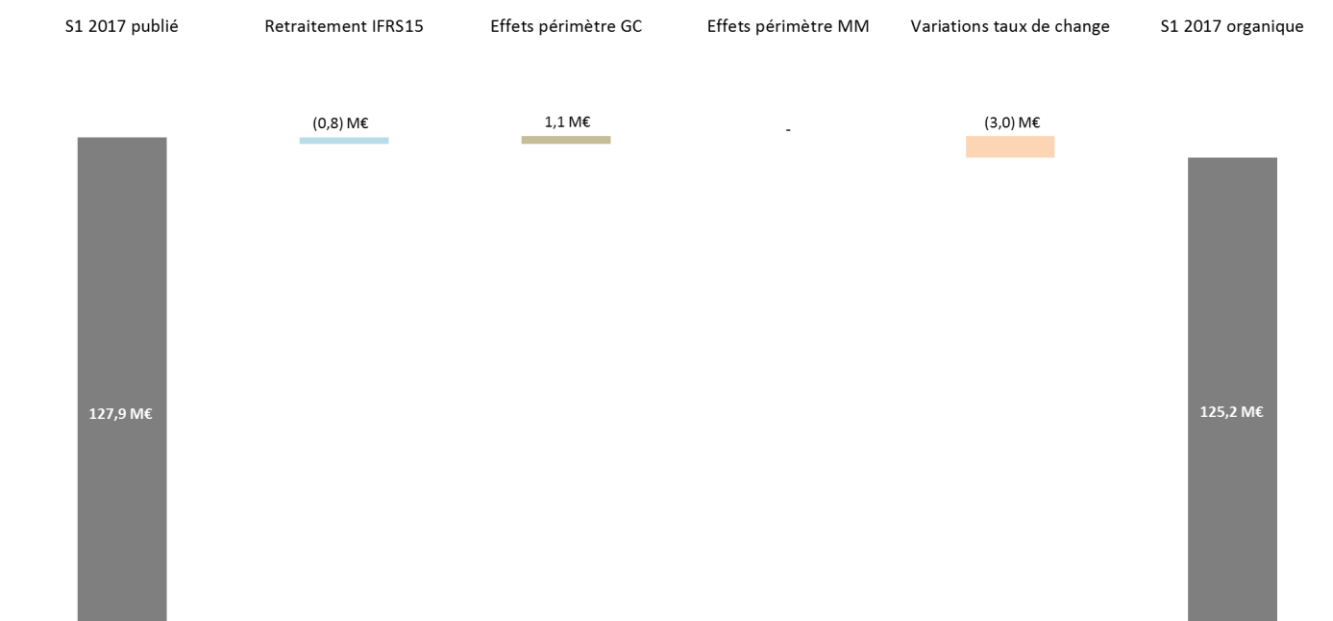 S1 2017 publié
Retraitement IFRS15
Effets périmètre GC
Effets périmètre MM
Variations taux de change
S1 2017 organique
(0,8) M€
1,1 M€
-
(3,0) M€
127,9 M€
125,2 M€